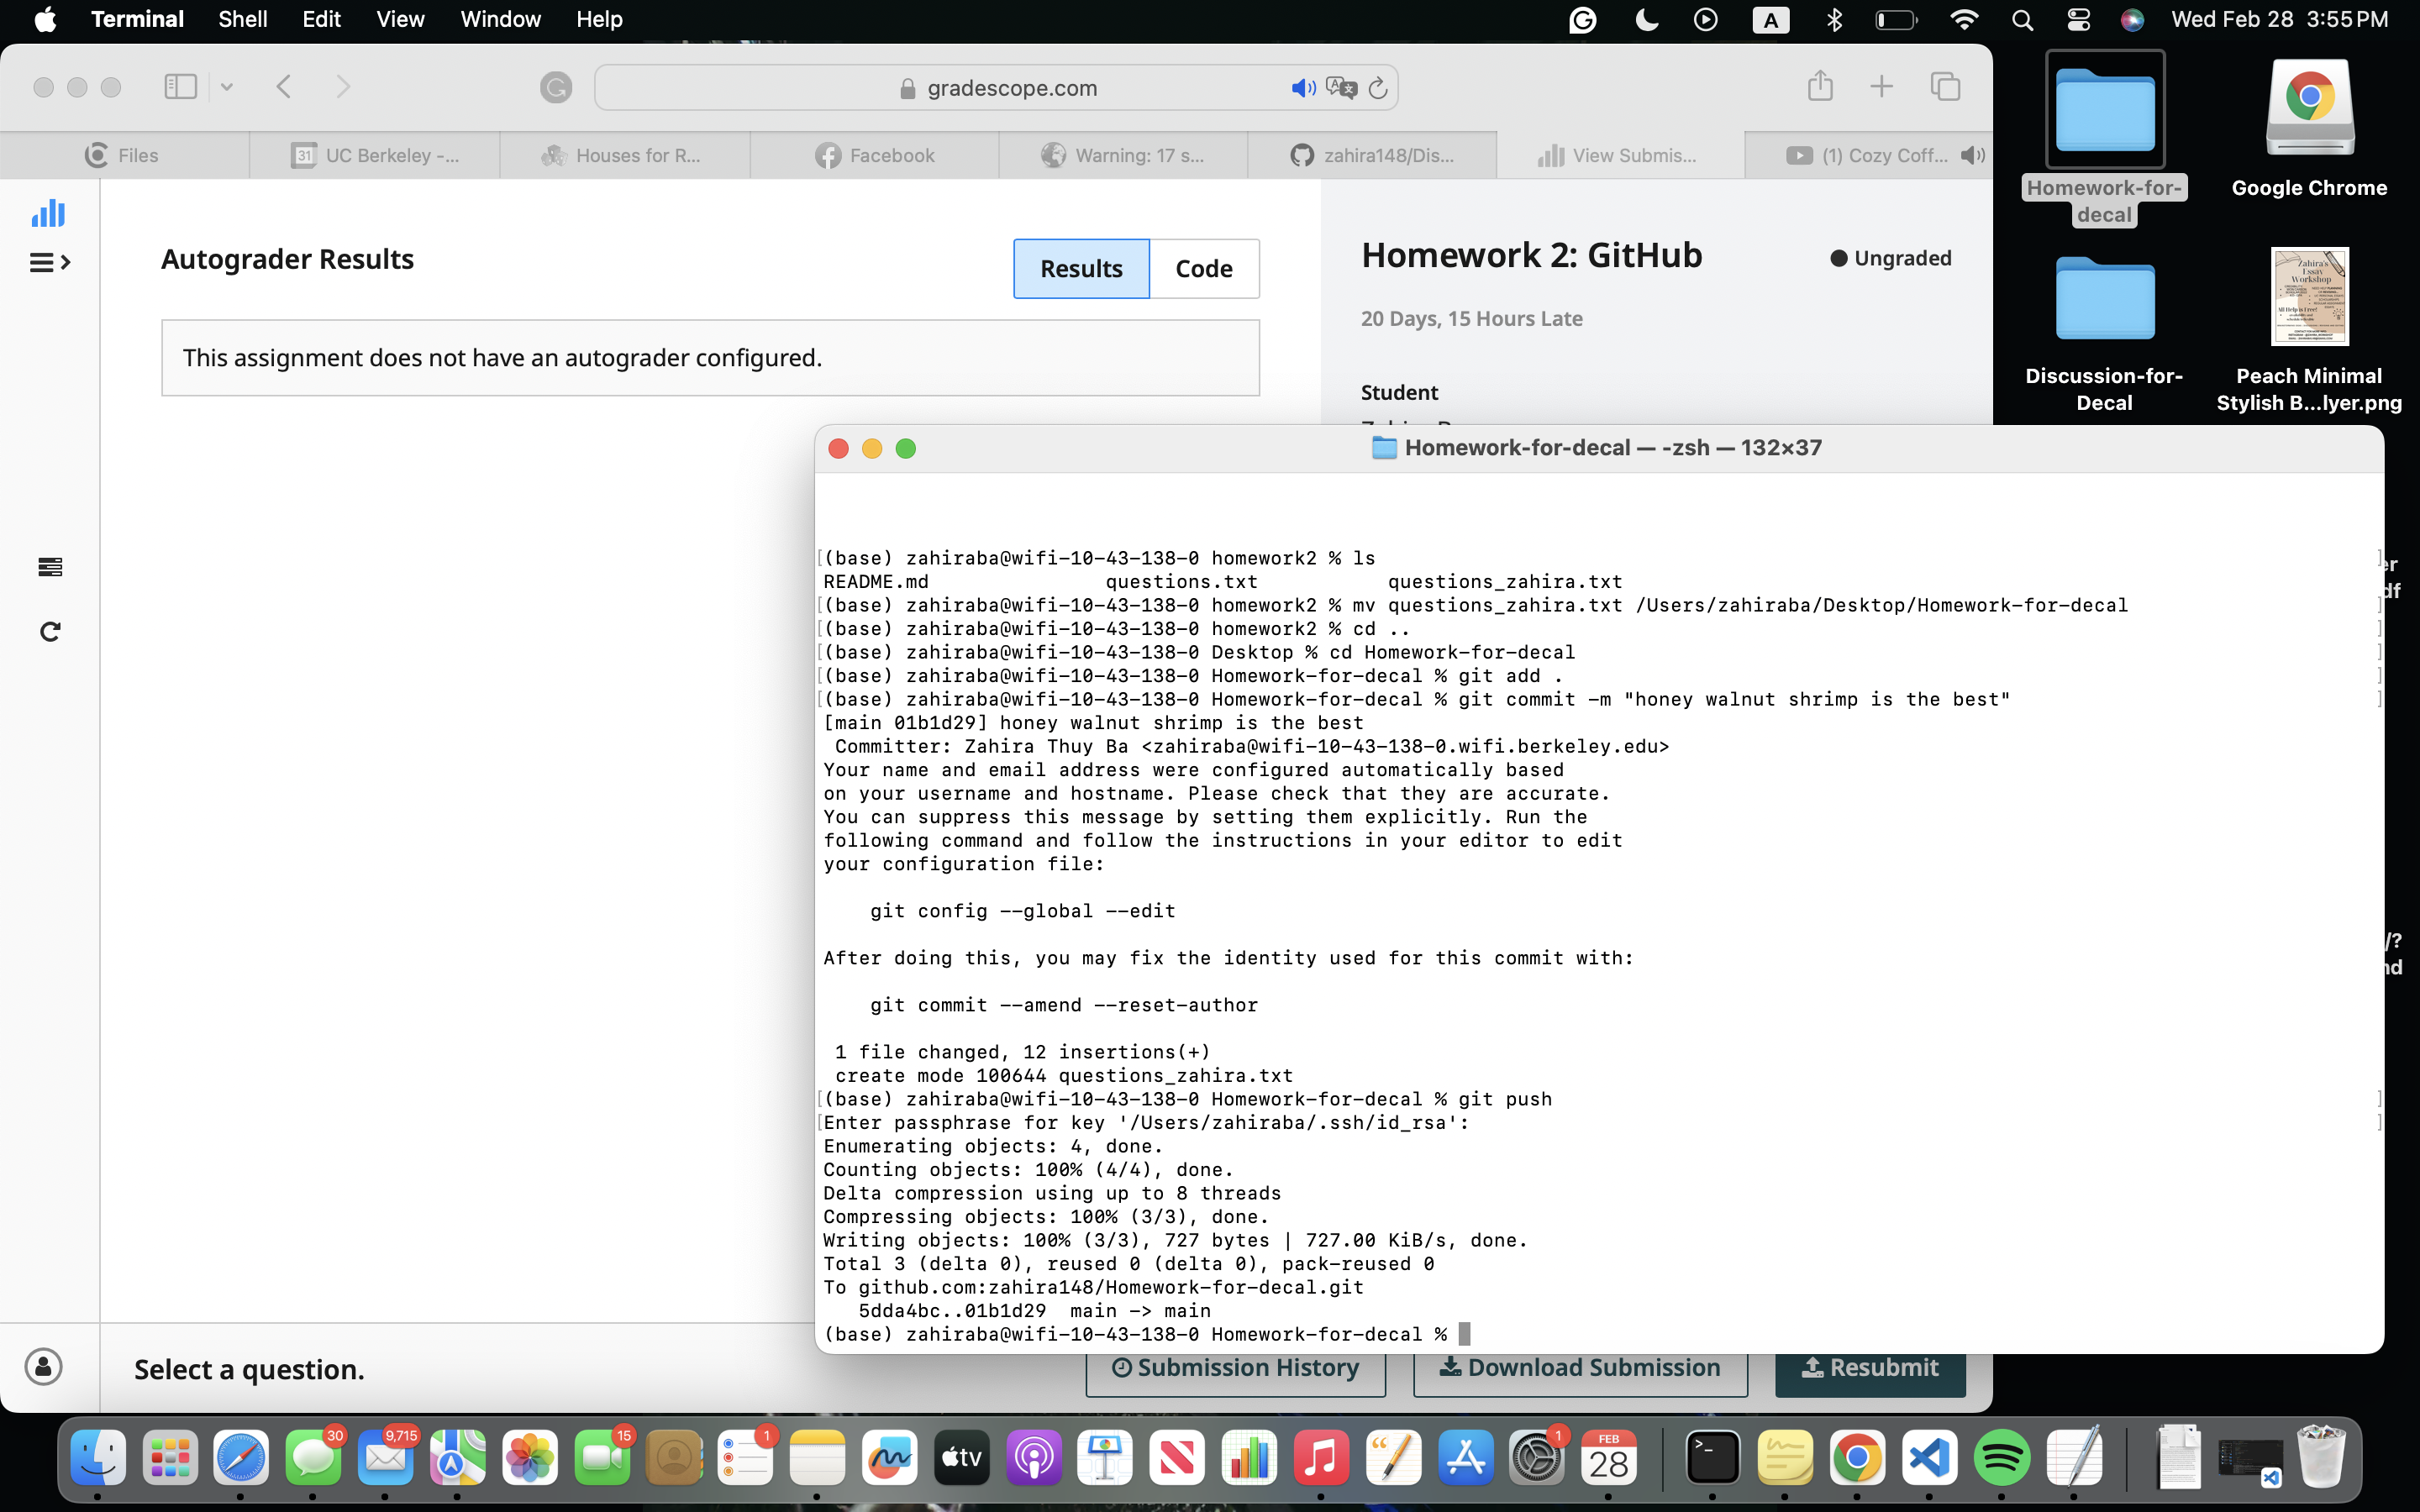 Terminal Shell Edit View Window Help
A
Wed Feb 28 3:55 PM
gradescope.com
Files
31 UC Berkeley -...
Houses for R...
Facebook
Warning: 17 s...
zahira148/Dis...
View Submis...
(1) Cozy Coff...
Homework-for-
decal
Google Chrome
Discussion-for-
Decal
Zahira's
Essay
Workshop
Peach Minimal
Stylish B...lyer.png
Autograder Results
Results
Code
This assignment does not have an autograder configured.
Homework 2: GitHub
Ungraded
20 Days, 15 Hours Late
Student
Homework-for-decal — -zsh — 132×37
(base) zahiraba@wifi-10-43-138-0 homework2 % ls
README.md questions.txt questions_zahira.txt
(base) zahiraba@wifi-10-43-138-0 homework2 % mv questions_zahira.txt /Users/zahiraba/Desktop/Homework-for-decal
(base) zahiraba@wifi-10-43-138-0 homework2 % cd ..
(base) zahiraba@wifi-10-43-138-0 Desktop % cd Homework-for-decal
(base) zahiraba@wifi-10-43-138-0 Homework-for-decal % git add .
(base) zahiraba@wifi-10-43-138-0 Homework-for-decal % git commit -m "honey walnut shrimp is the best"
[main 01b1d29] honey walnut shrimp is the best
Committer: Zahira Thuy Ba <zahiraba@wifi-10-43-138-0.wifi.berkeley.edu>
Your name and email address were configured automatically based
on your username and hostname. Please check that they are accurate.
You can suppress this message by setting them explicitly. Run the
following command and follow the instructions in your editor to edit
your configuration file:
git config --global --edit
After doing this, you may fix the identity used for this commit with:
git commit --amend --reset-author
1 file changed, 12 insertions(+)
create mode 100644 questions_zahira.txt
(base) zahiraba@wifi-10-43-138-0 Homework-for-decal % git push
Enter passphrase for key '/Users/zahiraba/.ssh/id_rsa':
Enumerating objects: 4, done.
Counting objects: 100% (4/4), done.
Delta compression using up to 8 threads
Compressing objects: 100% (3/3), done.
Writing objects: 100% (3/3), 727 bytes | 727.00 KiB/s, done.
Total 3 (delta 0), reused 0 (delta 0), pack-reused 0
To github.com:zahira148/Homework-for-decal.git
5dda4bc..01b1d29 main -> main
(base) zahiraba@wifi-10-43-138-0 Homework-for-decal %
Select a question.
Submission History
Download Submission
Resubmit
30
9,715
15
1
tv
1
FEB
28